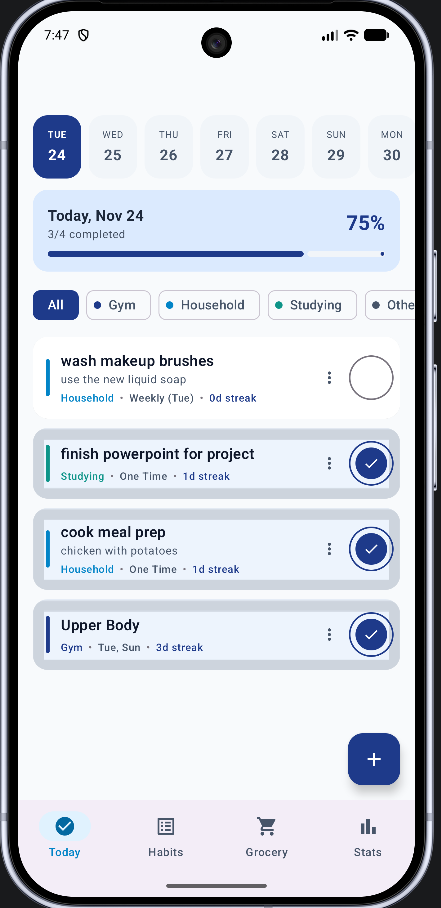 7:47
TUE WED THU FRI SAT SUN MON
24 25 26 27 28 29 30
Today, Nov 24
3/4 completed
75%
All Gym Household Studying Othe
wash makeup brushes
use the new liquid soap
Household • Weekly (Tue) • 0d streak
finish powerpoint for project
Studying • One Time • 1d streak
cook meal prep
chicken with potatoes
Household • One Time • 1d streak
Upper Body
Gym • Tue, Sun • 3d streak
+
Today Habits Grocery Stats